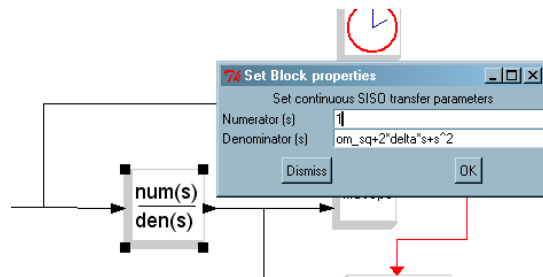 Set Block properties
Set continuous SISO transfer parameters
Numerator (s) 1
Denominator (s) om_sq+2*delta*s+s^2
Dismiss OK
num(s)
den(s)